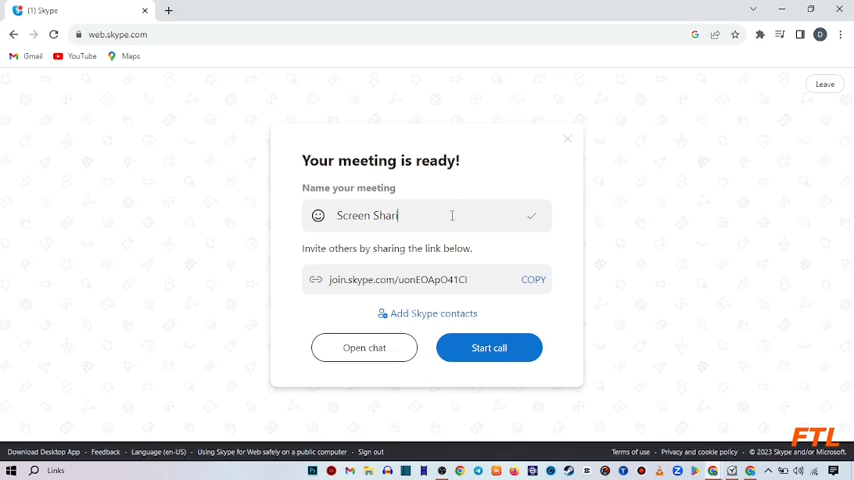 (1) Skype
web.skype.com
Gmail YouTube Maps
Leave
Your meeting is ready!
Name your meeting
Screen Shari
Invite others by sharing the link below.
join.skype.com/uonEOApO41CI COPY
Add Skype contacts
Open chat Start call
FTL
Download Desktop App • Feedback • Language (en-US) • Using Skype for Web safely on a public computer • Sign out Terms of use • Privacy and cookie policy • © 2023 Skype and/or Microsoft.
Links